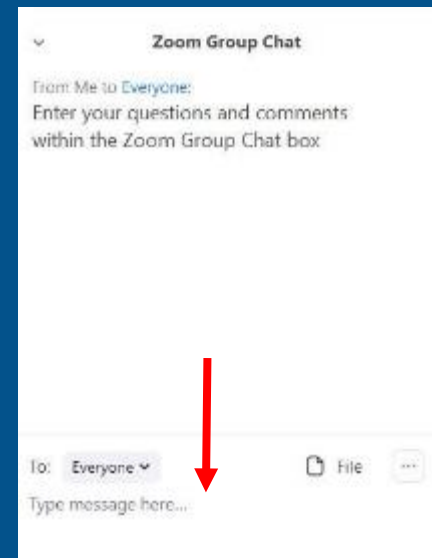 Zoom Group Chat
From Me to Everyone:
Enter your questions and comments
within the Zoom Group Chat box
To: Everyone File ...
Type message here...